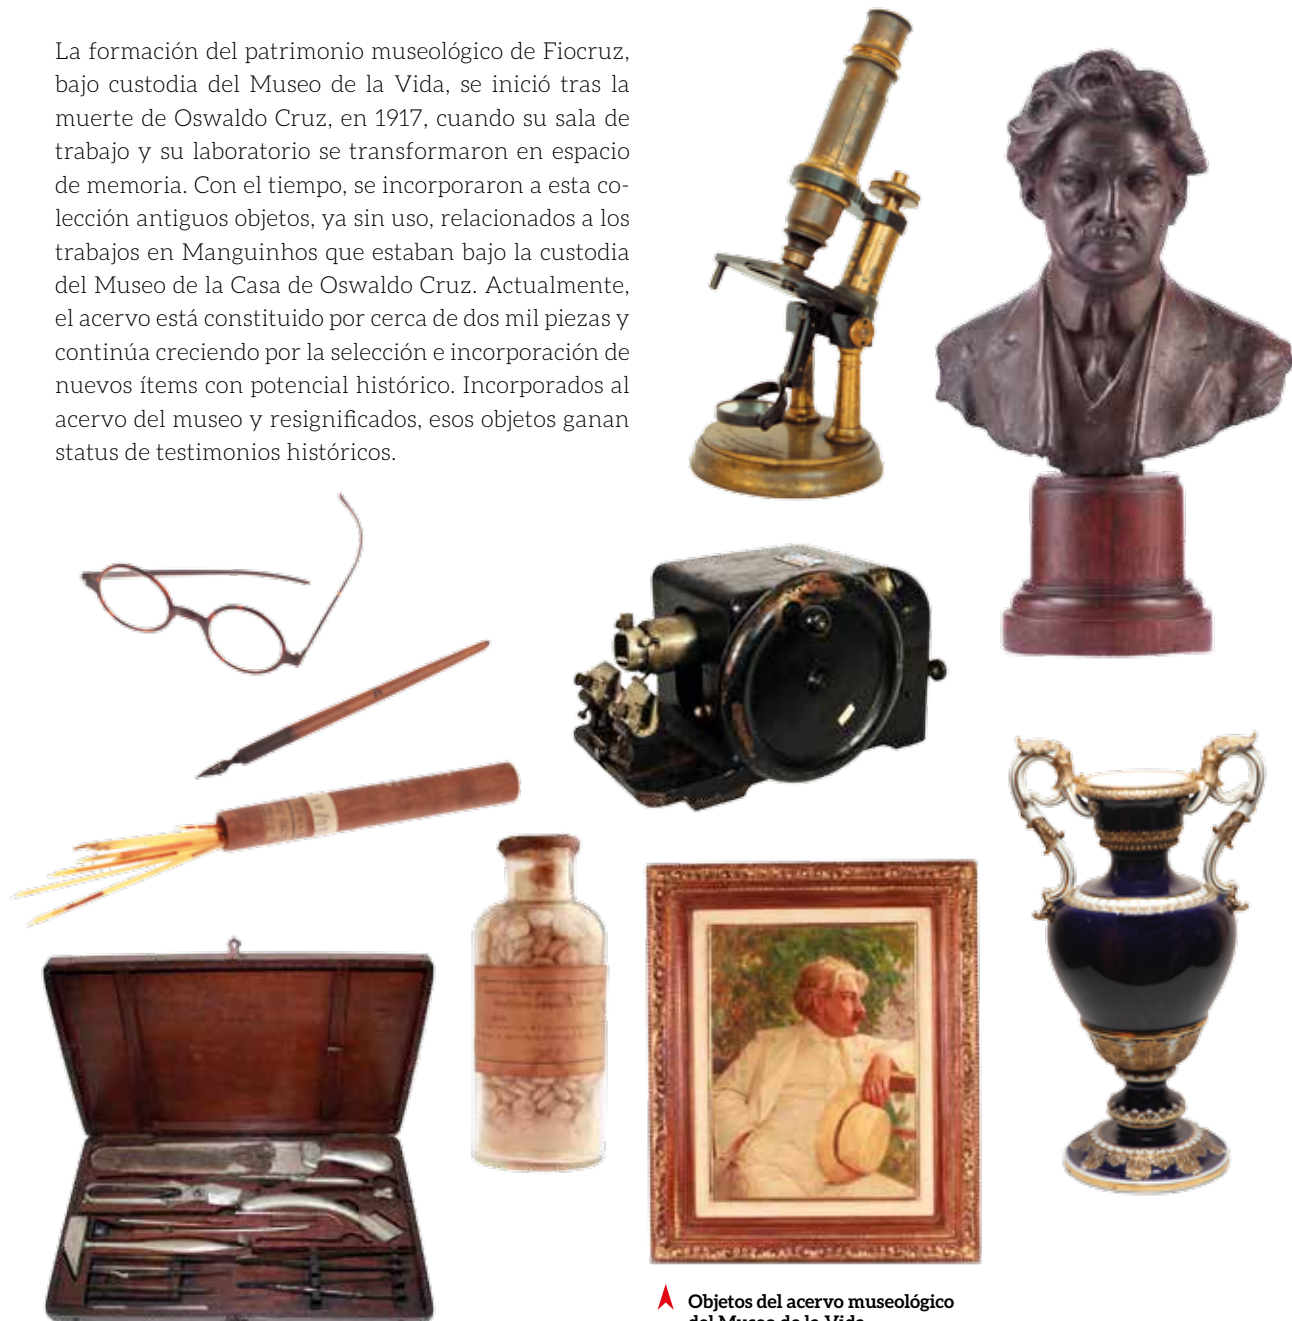 La formación del patrimonio museológico de Fiocruz,
bajo custodia del Museo de la Vida, se inició tras la
muerte de Oswaldo Cruz, en 1917, cuando su sala de
trabajo y su laboratorio se transformaron en espacio
de memoria. Con el tiempo, se incorporaron a esta co-
lección antiguos objetos, ya sin uso, relacionados a los
trabajos en Manguinhos que estaban bajo la custodia
del Museo de la Casa de Oswaldo Cruz. Actualmente,
el acervo está constituido por cerca de dos mil piezas y
continúa creciendo por la selección e incorporación de
nuevos ítems con potencial histórico. Incorporados al
acervo del museo y resignificados, esos objetos ganan
status de testimonios históricos.
Objetos del acervo museológico
del Museo de la Vida